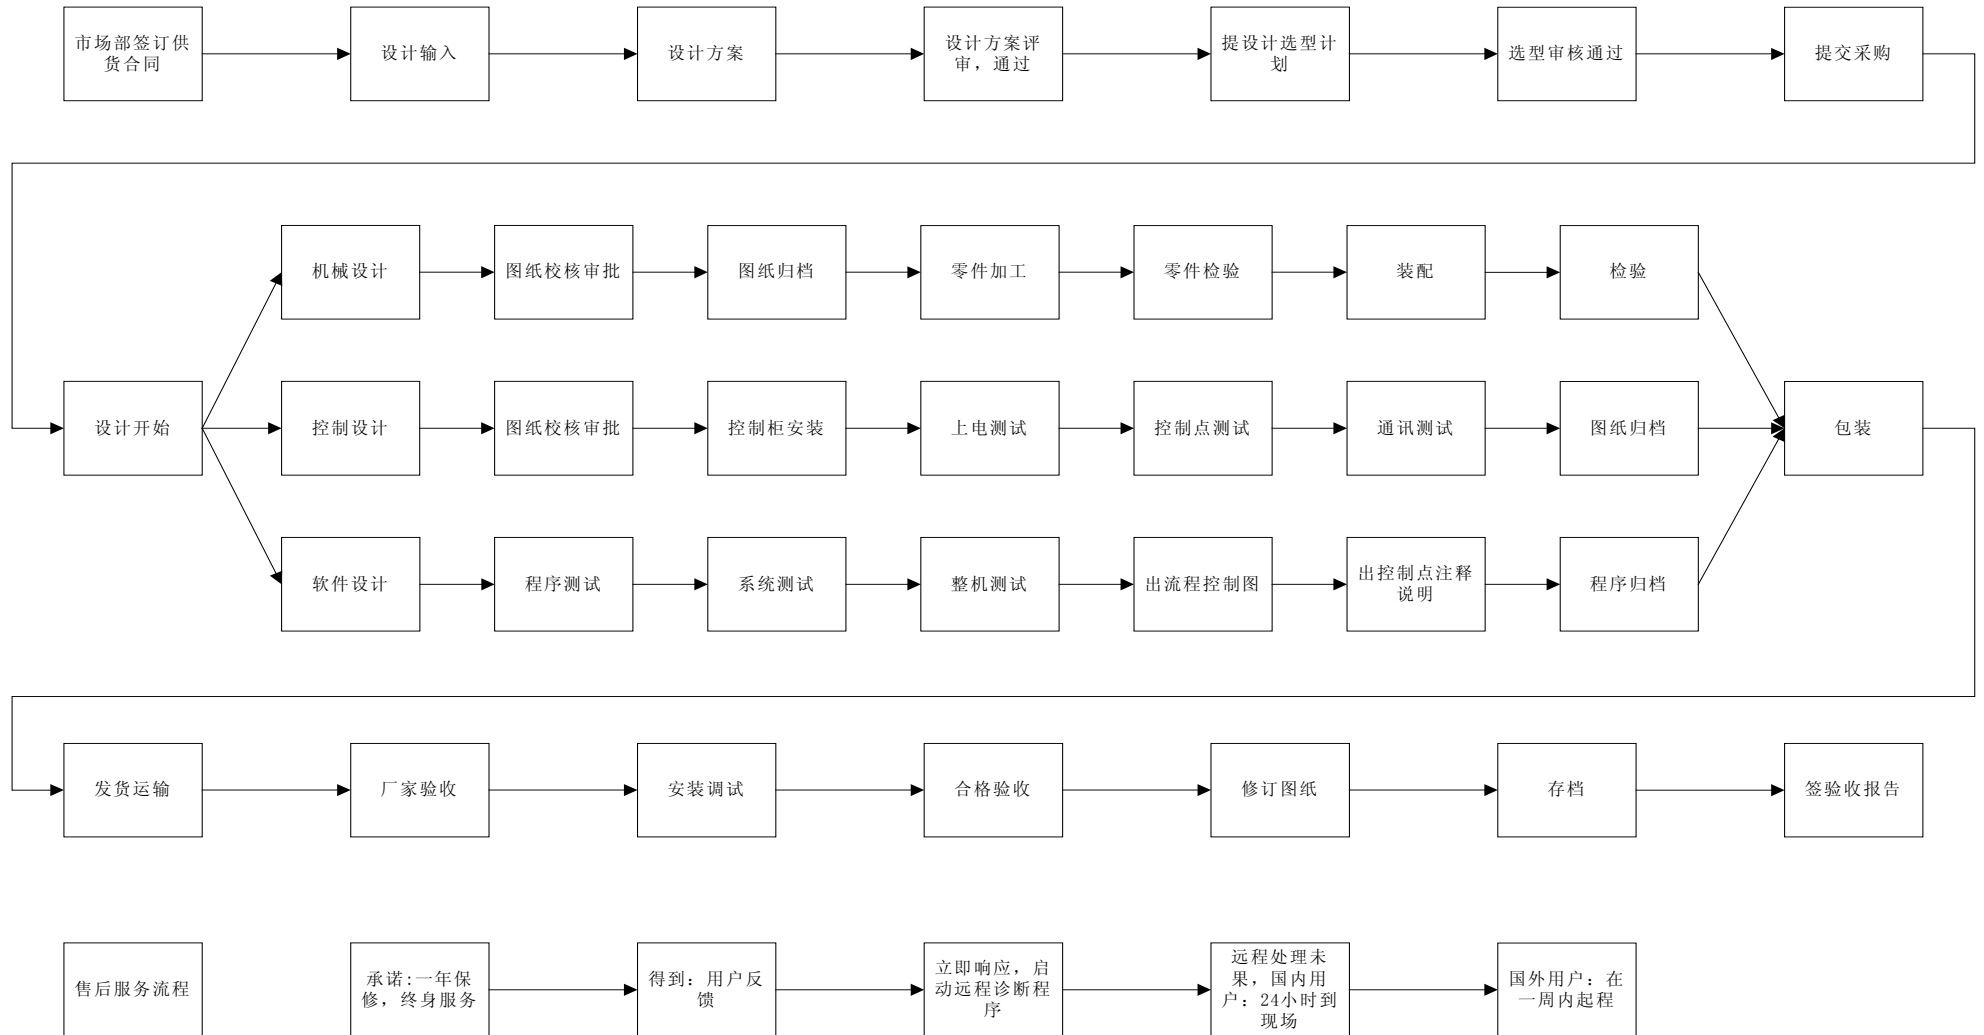 市场部签订供
货合同
设计输入
设计方案
设计方案评
审，通过
提设计选型计
划
选型审核通过
提交采购
机械设计
图纸校核审批
图纸归档
零件加工
零件检验
装配
检验
设计开始
控制设计
图纸校核审批
控制柜安装
上电测试
控制点测试
通讯测试
图纸归档
包装
软件设计
程序测试
系统测试
整机测试
出流程控制图
出控制点注释
说明
程序归档
发货运输
厂家验收
安装调试
合格验收
修订图纸
存档
签验收报告
售后服务流程
承诺:一年保
修，终身服务
得到：用户反
馈
立即响应，启
动远程诊断程
序
远程处理未
果，国内用
户：24小时到
现场
国外用户：在
一周内起程